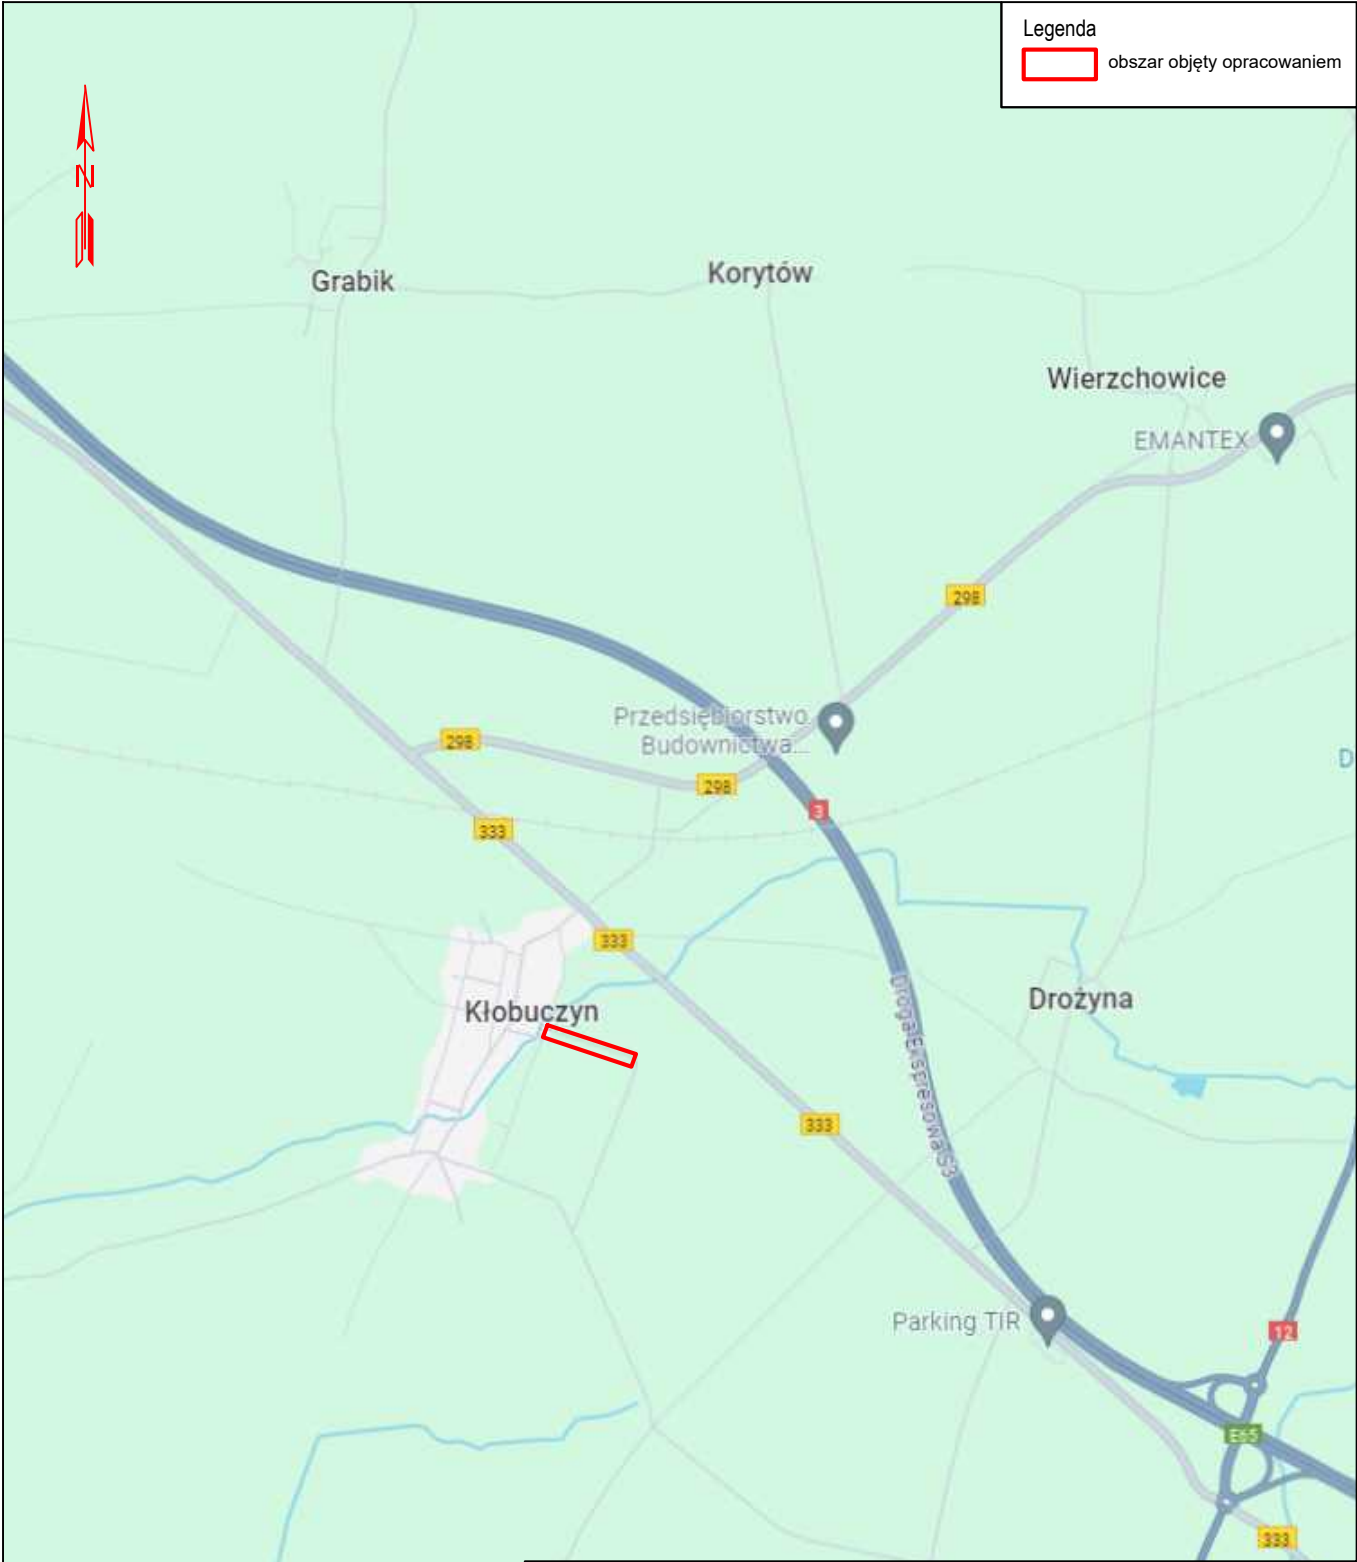 Legenda
obszar objęty opracowaniem
N
Grabik
Korytów
Wierzchowice
EMANTEX
298
Przedsiębiorstwo
Budownictwa...
298
298
D
3
333
333
Kłobuczyn
Drożyna
Droga Ekspresowa S3
333
Parking TIR
12
E65
333